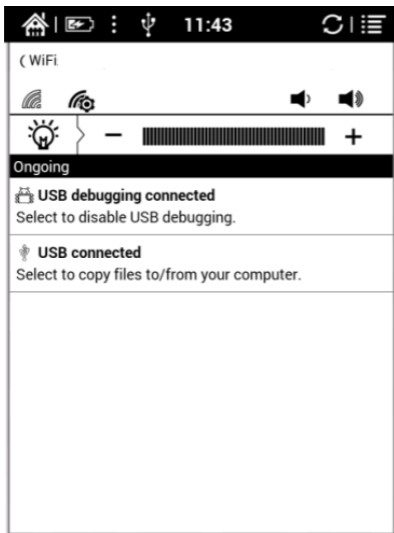 11:43
( WiFi
Ongoing
USB debugging connected
Select to disable USB debugging.
USB connected
Select to copy files to/from your computer.